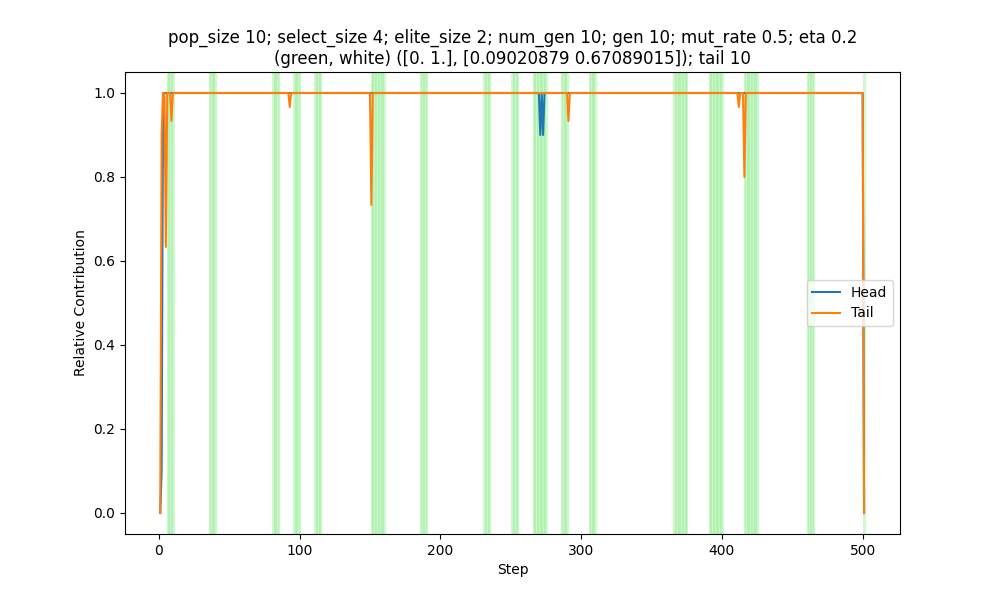 pop_size 10; select_size 4; elite_size 2; num_gen 10; gen 10; mut_rate 0.5; eta 0.2
(green, white) ([0. 1.], [0.09020879 0.67089015]); tail 10
1.0
0.8
0.6
0.4
0.2
0.0
Relative Contribution
Head
Tail
0
100
200
300
400
500
Step